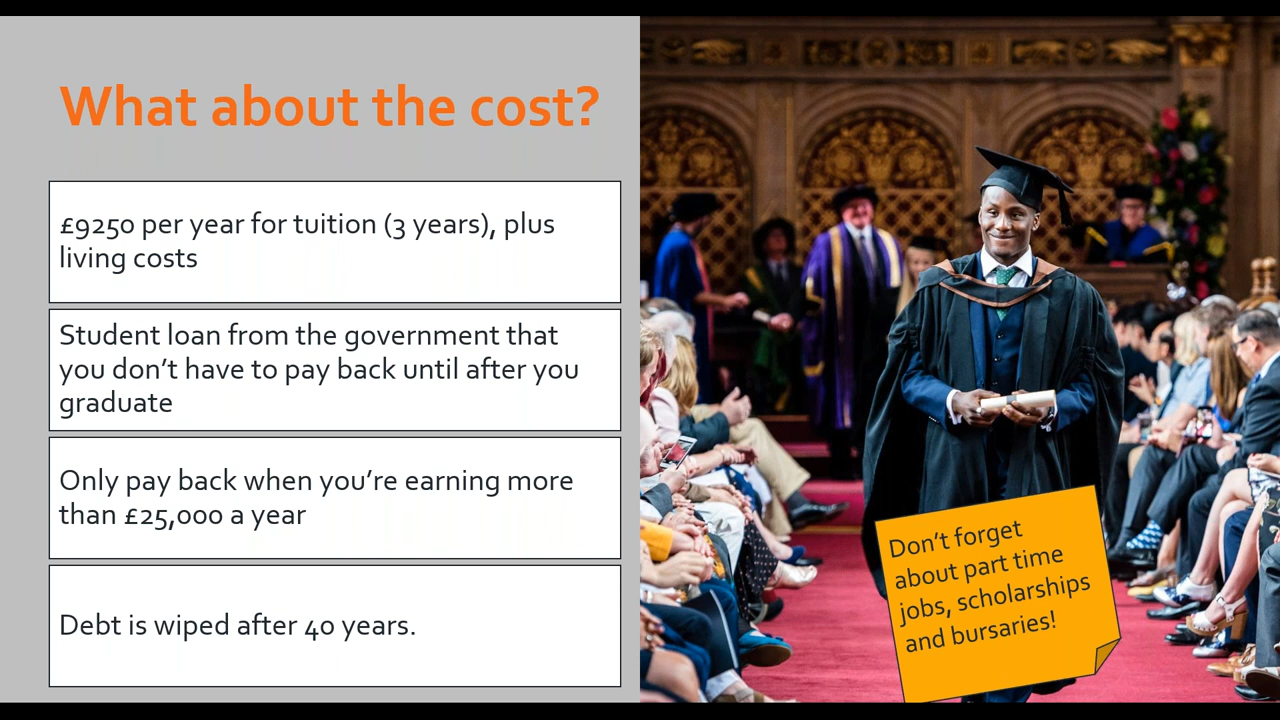 What about the cost?
£9250 per year for tuition (3 years), plus
living costs
Student loan from the government that
you don’t have to pay back until after you
graduate
Only pay back when you’re earning more
than £25,000 a year
Debt is wiped after 40 years.
Don’t forget
about part time
jobs, scholarships
and bursaries!